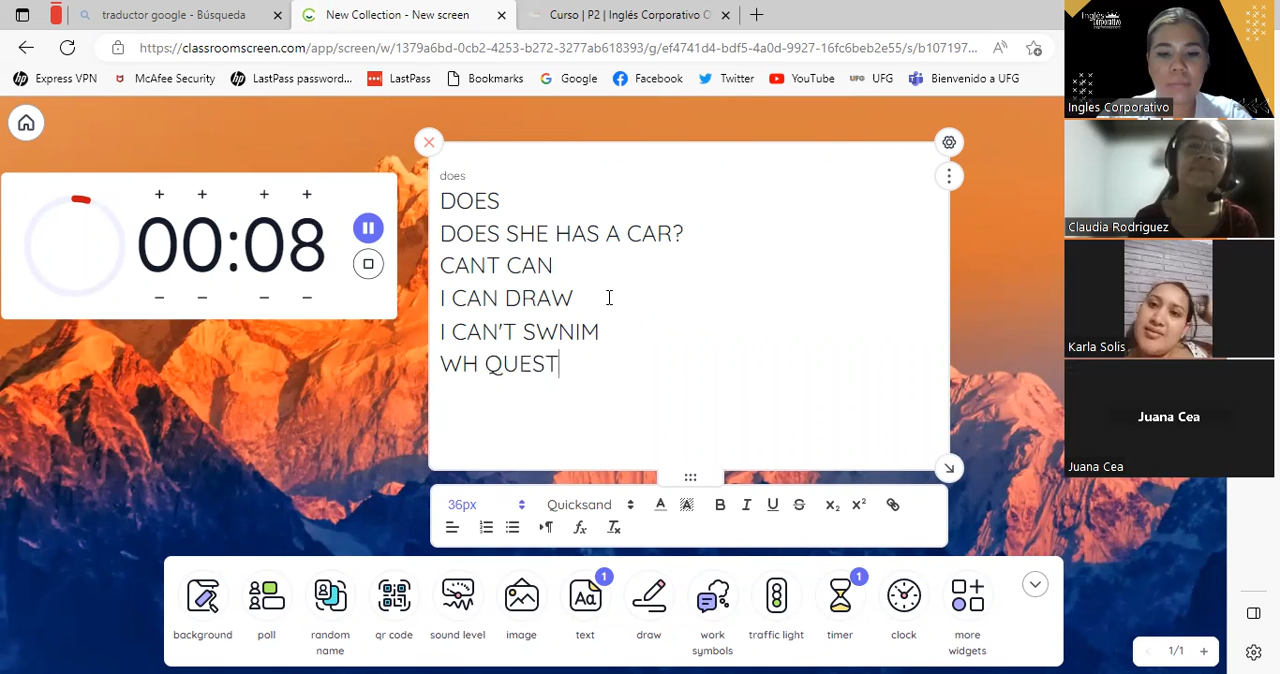 traductor google - Búsqueda
New Collection - New screen
Curso | P2 | Inglés Corporativo C
https://classroomscreen.com/app/screen/w/1379a6bd-0cb2-4253-b272-3277ab618393/g/ef4741d4-bdf5-4a0d-9927-16fc6beb2e55/s/b107197...
Express VPN
McAfee Security
LastPass password...
LastPass
Bookmarks
Google
Facebook
Twitter
YouTube
UFG
Bienvenido a UFG
00:08
does
DOES
DOES SHE HAS A CAR?
CANT CAN
I CAN DRAW
I CAN'T SWNIM
WH QUEST
36px
Quicksand
background
poll
random name
qr code
sound level
image
text
1
draw
work symbols
traffic light
timer
1
clock
more widgets
1/1
Inglés Corporativo
Ingles Corporativo
Claudia Rodriguez
Karla Solis
Juana Cea
Juana Cea